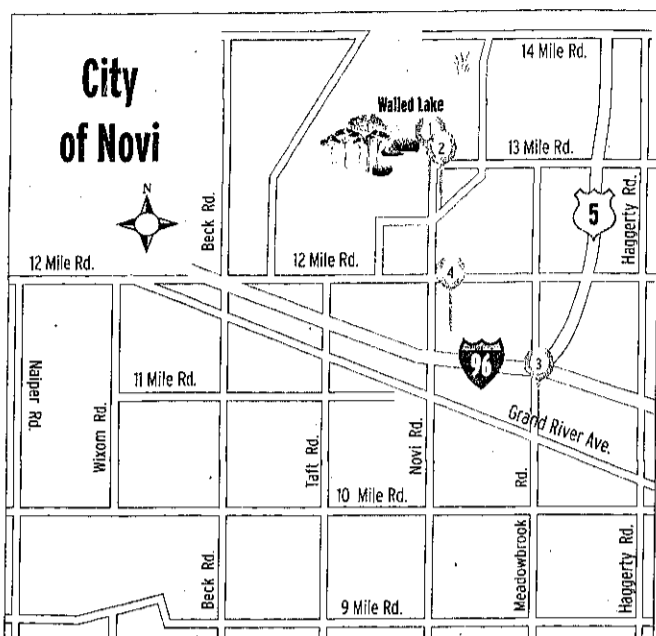 City
of Novi
N
14 Mile Rd.
Walled Lake
2
13 Mile Rd.
5
Haggerty Rd.
Beck Rd.
12 Mile Rd.
12 Mile Rd.
4
96
3
11 Mile Rd.
Naiper Rd.
Wixom Rd.
Taft Rd.
Novi Rd.
Grand River Ave.
10 Mile Rd.
Meadowbrook Rd.
Beck Rd.
9 Mile Rd.
Haggerty Rd.